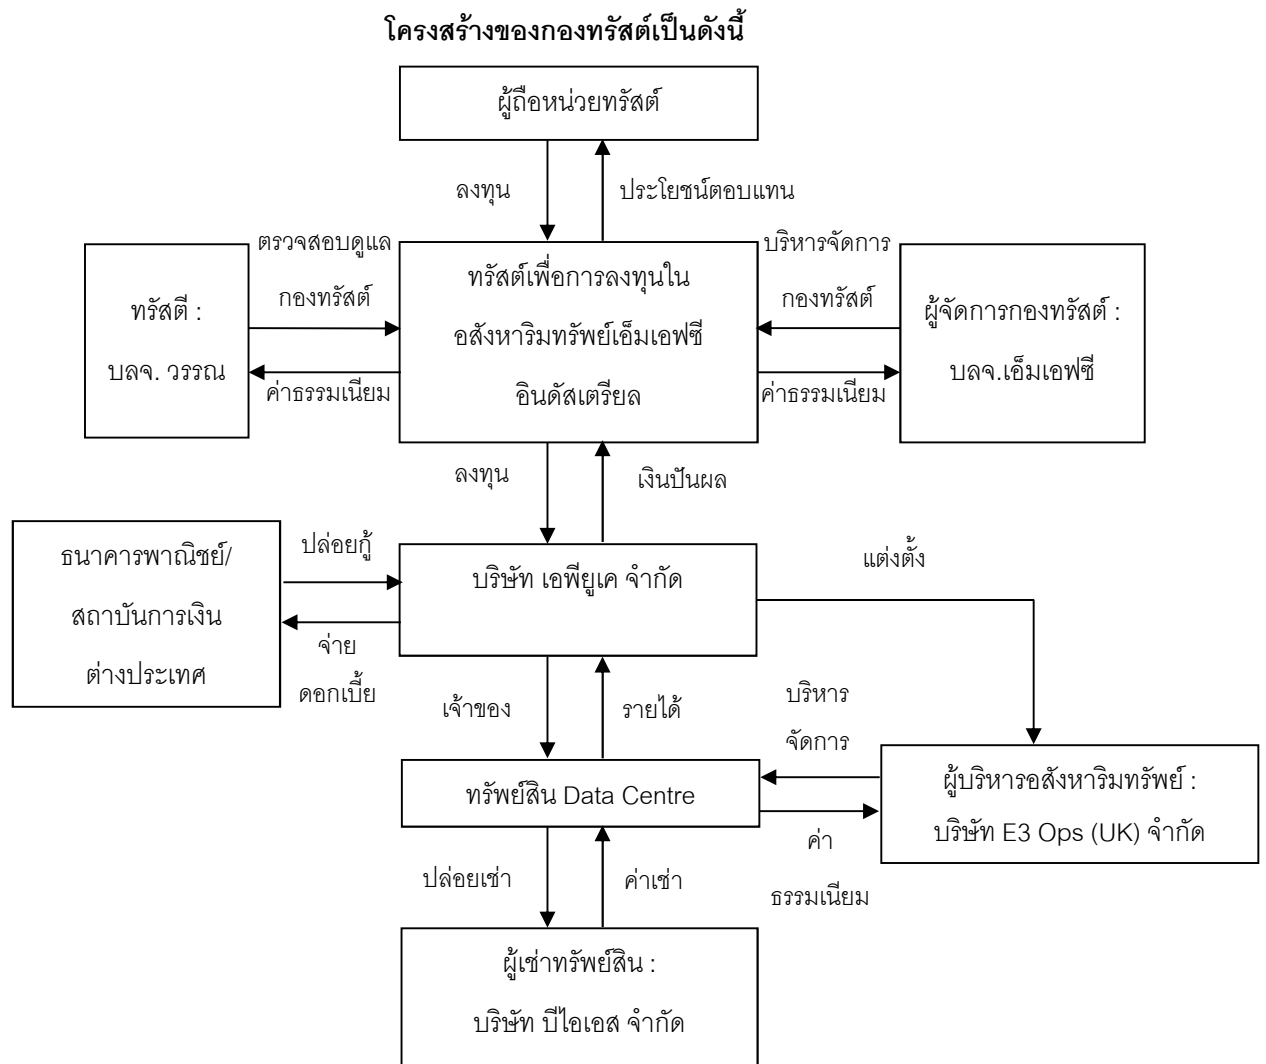 โครงสร้างของกองทรัสต์เป็นดังนี้
ผู้ถือหน่วยทรัสต์
ลงทุน
ประโยชน์ตอบแทน
ตรวจสอบดูแล
กองทรัสต์
บริหารจัดการ
กองทรัสต์
ทรัสตี :
บลจ. วรรณ
ทรัสต์เพื่อการลงทุนใน
อสังหาริมทรัพย์เอ็มเอฟซี
อินดัสเตรียล
ผู้จัดการกองทรัสต์ :
บลจ.เอ็มเอฟซี
ค่าธรรมเนียม
ค่าธรรมเนียม
ลงทุน
เงินปันผล
ธนาคารพาณิชย์/
สถาบันการเงิน
ต่างประเทศ
ปล่อยกู้
จ่าย
ดอกเบี้ย
บริษัท เอพียูเค จำกัด
แต่งตั้ง
เจ้าของ
รายได้
บริหาร
จัดการ
ทรัพย์สิน Data Centre
ผู้บริหารอสังหาริมทรัพย์ :
บริษัท E3 Ops (UK) จำกัด
ค่า
ธรรมเนียม
ปล่อยเช่า
ค่าเช่า
ผู้เช่าทรัพย์สิน :
บริษัท บีไอเอส จำกัด